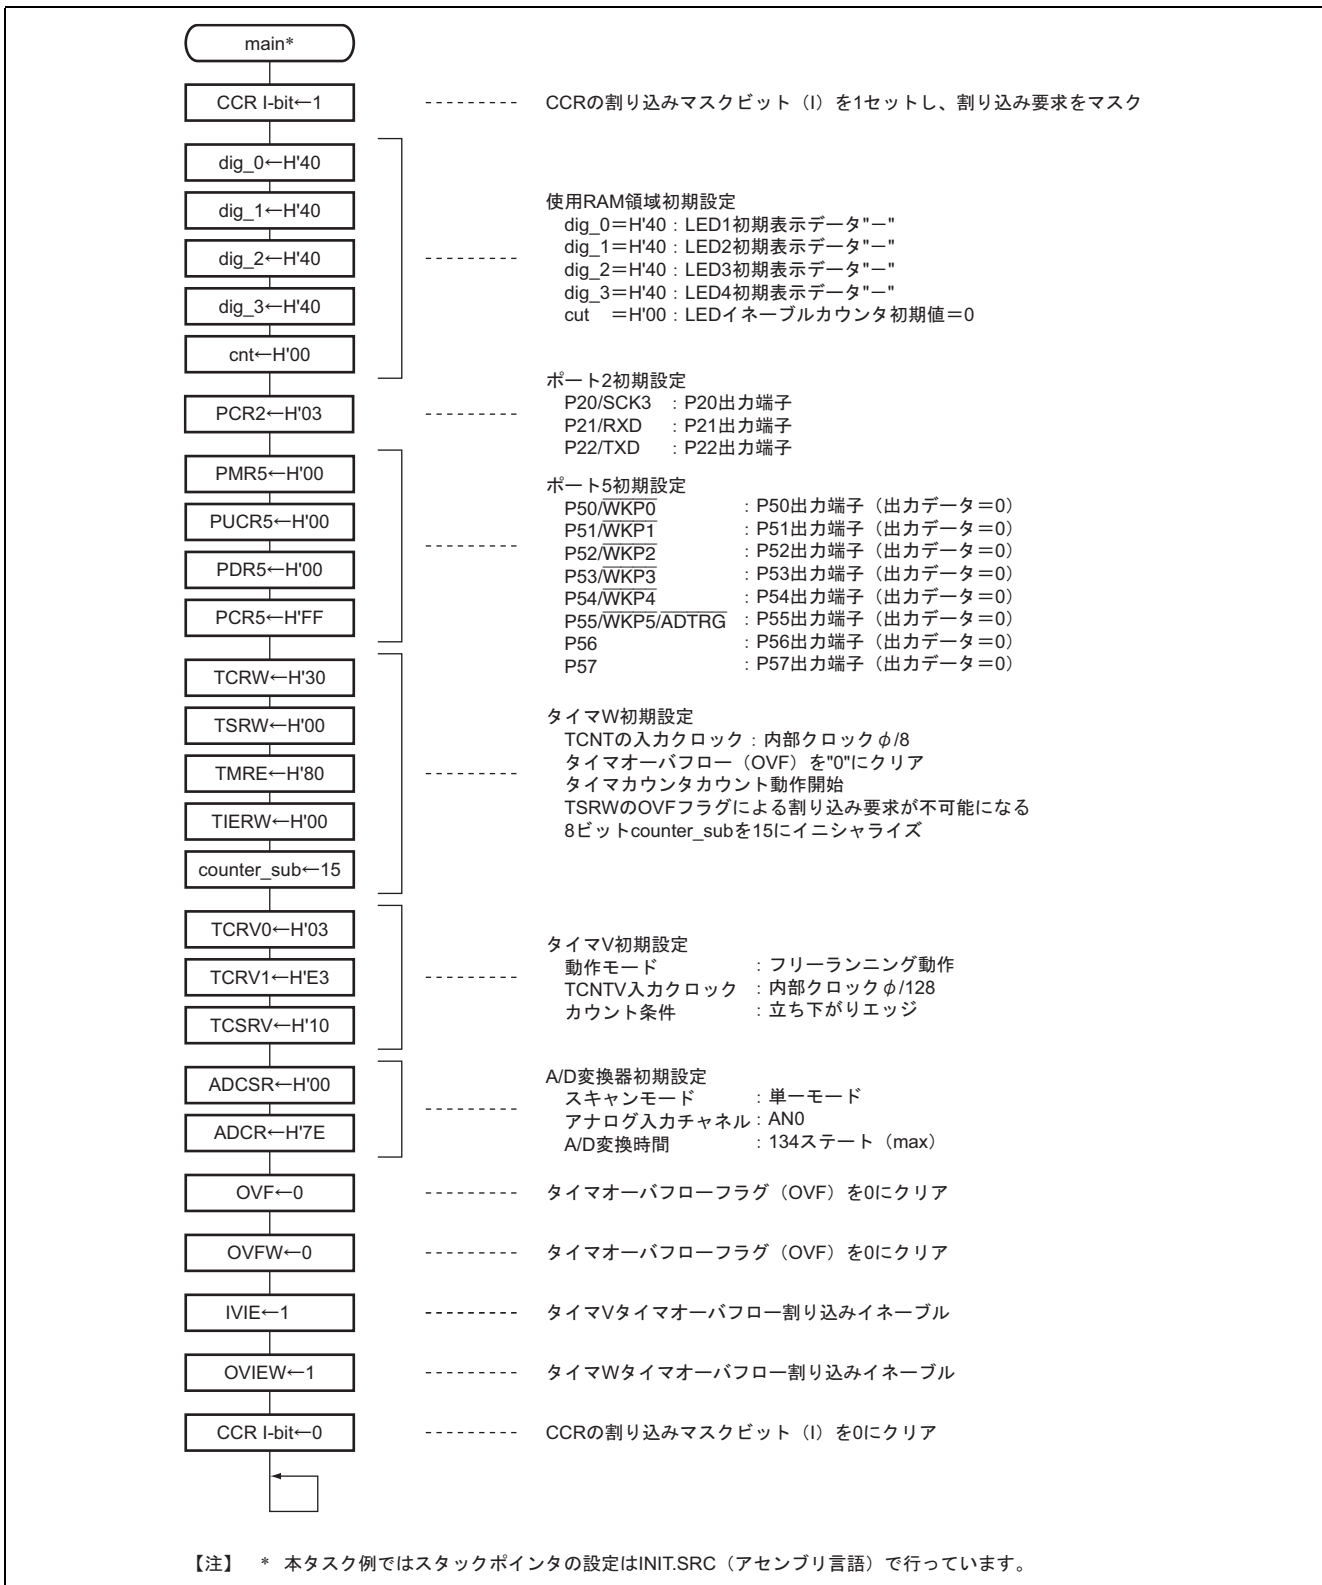 main*
CCR I-bit←1
CCRの割り込みマスクビット（I）を1セットし、割り込み要求をマスク
dig_0←H'40
dig_1←H'40
dig_2←H'40
dig_3←H'40
cnt←H'00
使用RAM領域初期設定
dig_0＝H'40：LED1初期表示データ"－"
dig_1＝H'40：LED2初期表示データ"－"
dig_2＝H'40：LED3初期表示データ"－"
dig_3＝H'40：LED4初期表示データ"－"
cut ＝H'00：LEDイネーブルカウンタ初期値＝0
PCR2←H'03
ポート2初期設定
P20/SCK3 ：P20出力端子
P21/RXD ：P21出力端子
P22/TXD ：P22出力端子
PMR5←H'00
PUCR5←H'00
PDR5←H'00
PCR5←H'FF
ポート5初期設定
P50/WKP0 ：P50出力端子（出力データ＝0）
P51/WKP1 ：P51出力端子（出力データ＝0）
P52/WKP2 ：P52出力端子（出力データ＝0）
P53/WKP3 ：P53出力端子（出力データ＝0）
P54/WKP4 ：P54出力端子（出力データ＝0）
P55/WKP5/ADTRG ：P55出力端子（出力データ＝0）
P56 ：P56出力端子（出力データ＝0）
P57 ：P57出力端子（出力データ＝0）
TCRW←H'30
TSRW←H'00
TMRE←H'80
TIERW←H'00
counter_sub←15
タイマW初期設定
TCNTの入力クロック：内部クロックφ/8
タイマオーバフロー（OVF）を"0"にクリア
タイマカウンタカウント動作開始
TSRWのOVFフラグによる割り込み要求が不可能になる
8ビットcounter_subを15にイニシャライズ
TCRV0←H'03
TCRV1←H'E3
TCSRV←H'10
タイマV初期設定
動作モード ：フリーランニング動作
TCNTV入力クロック ：内部クロックφ/128
カウント条件 ：立ち下がりエッジ
ADCSR←H'00
ADCR←H'7E
A/D変換器初期設定
スキャンモード ：単一モード
アナログ入力チャネル：AN0
A/D変換時間 ：134ステート（max）
OVF←0
タイマオーバフローフラグ（OVF）を0にクリア
OVFW←0
タイマオーバフローフラグ（OVF）を0にクリア
IVIE←1
タイマVタイマオーバフロー割り込みイネーブル
OVIEW←1
タイマWタイマオーバフロー割り込みイネーブル
CCR I-bit←0
CCRの割り込みマスクビット（I）を0にクリア
【注】 * 本タスク例ではスタックポインタの設定はINIT.SRC（アセンブリ言語）で行っています。